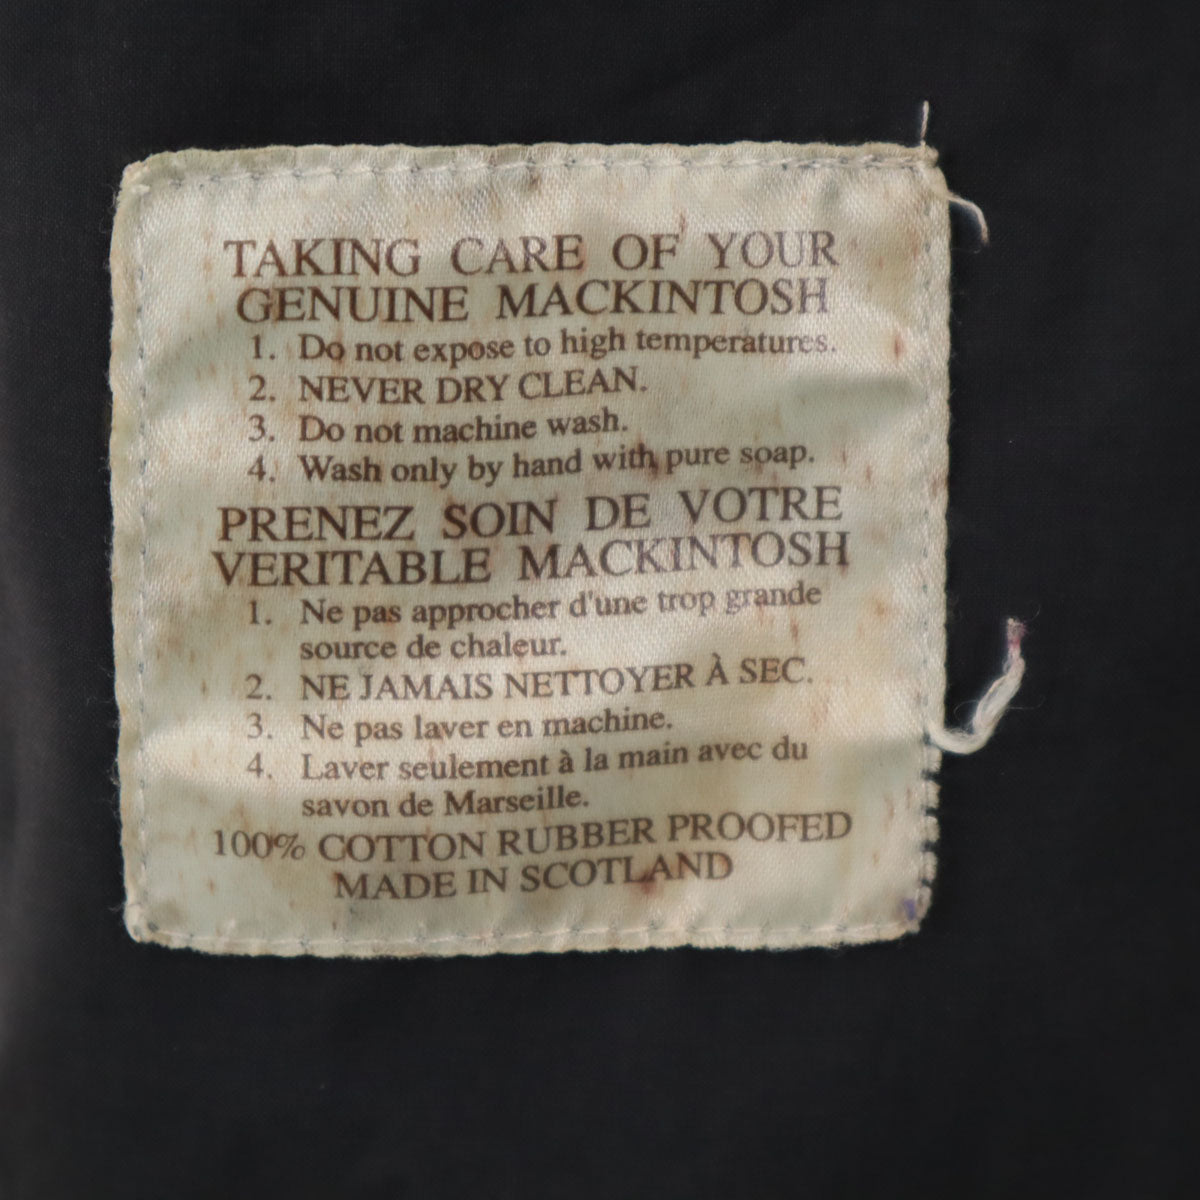 TAKING CARE OF YOUR
GENUINE MACKINTOSH
1. Do not expose to high temperatures.
2. NEVER DRY CLEAN.
3. Do not machine wash.
4. Wash only by hand with pure soap.
PRENEZ SOIN DE VOTRE
VERITABLE MACKINTOSH
1. Ne pas approcher d'une trop grande
source de chaleur.
2. NE JAMAIS NETTOYER À SEC.
3. Ne pas laver en machine.
4. Laver seulement à la main avec du
savon de Marseille.
100% COTTON RUBBER PROOFED
MADE IN SCOTLAND